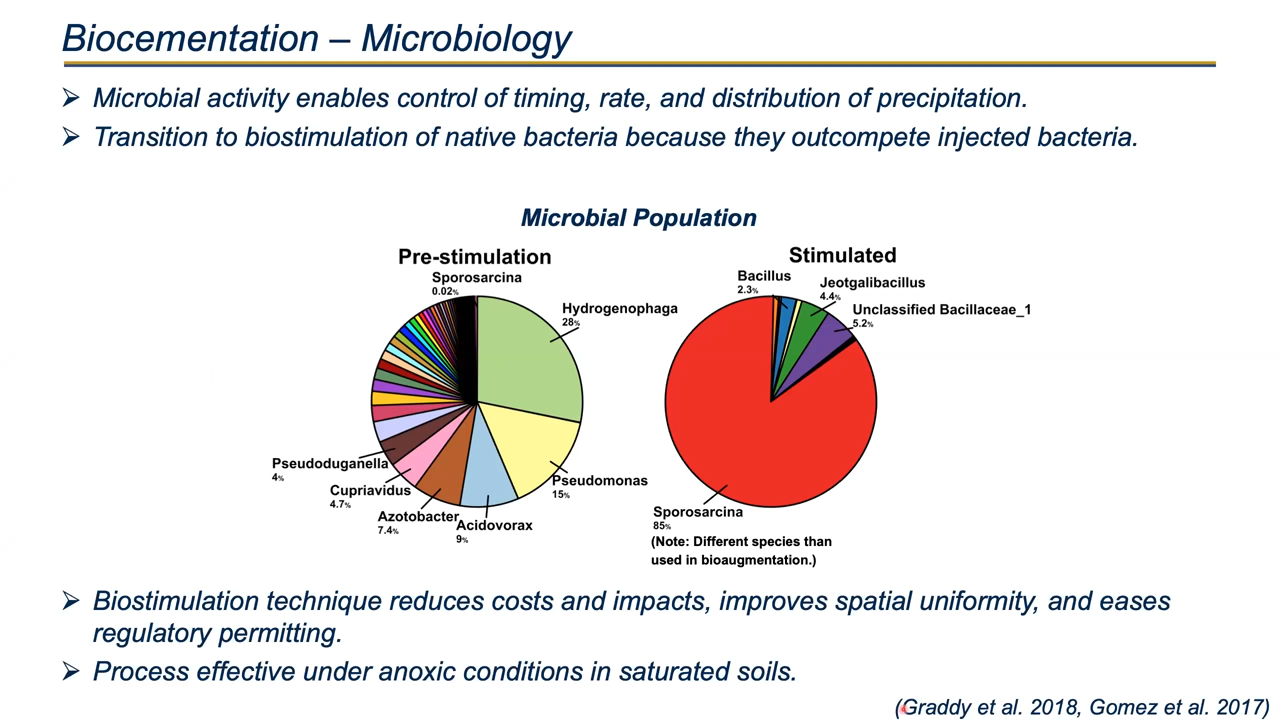 Biocementation – Microbiology
➢ Microbial activity enables control of timing, rate, and distribution of precipitation.
➢ Transition to biostimulation of native bacteria because they outcompete injected bacteria.
Microbial Population
Pre-stimulation
Sporosarcina
0.02%
Hydrogenophaga
28%
Pseudomonas
15%
Acidovorax
9%
Azotobacter
7.4%
Cupriavidus
4.7%
Pseudoduganella
4%
Stimulated
Bacillus
2.3%
Jeotgalibacillus
4.4%
Unclassified Bacillaceae_1
5.2%
Sporosarcina
85%
(Note: Different species than
used in bioaugmentation.)
➢ Biostimulation technique reduces costs and impacts, improves spatial uniformity, and eases
regulatory permitting.
➢ Process effective under anoxic conditions in saturated soils.
(Graddy et al. 2018, Gomez et al. 2017)